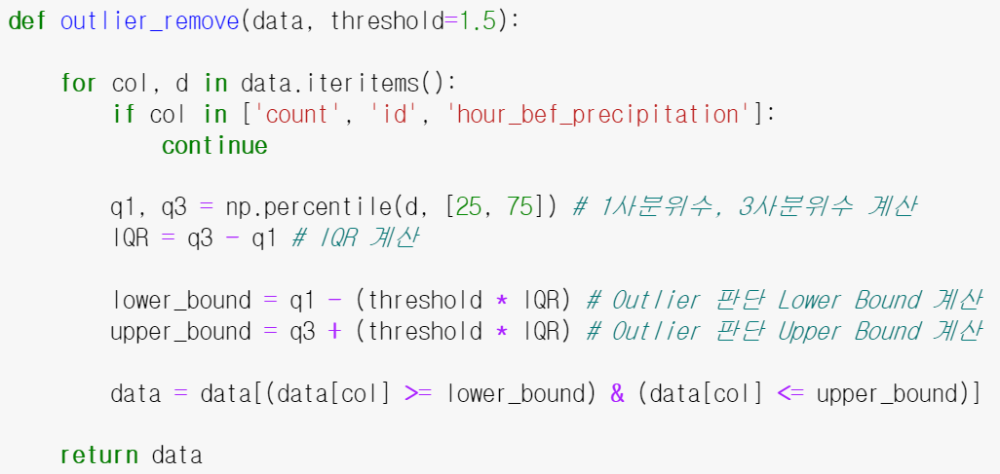 def outlier_remove(data, threshold=1.5):
for col, d in data.iteritems():
if col in ['count', 'id', 'hour_bef_precipitation']:
continue
q1, q3 = np.percentile(d, [25, 75]) # 1사분위수, 3사분위수 계산
IQR = q3 - q1 # IQR 계산
lower_bound = q1 - (threshold * IQR) # Outlier 판단 Lower Bound 계산
upper_bound = q3 + (threshold * IQR) # Outlier 판단 Upper Bound 계산
data = data[(data[col] >= lower_bound) & (data[col] <= upper_bound)]
return data